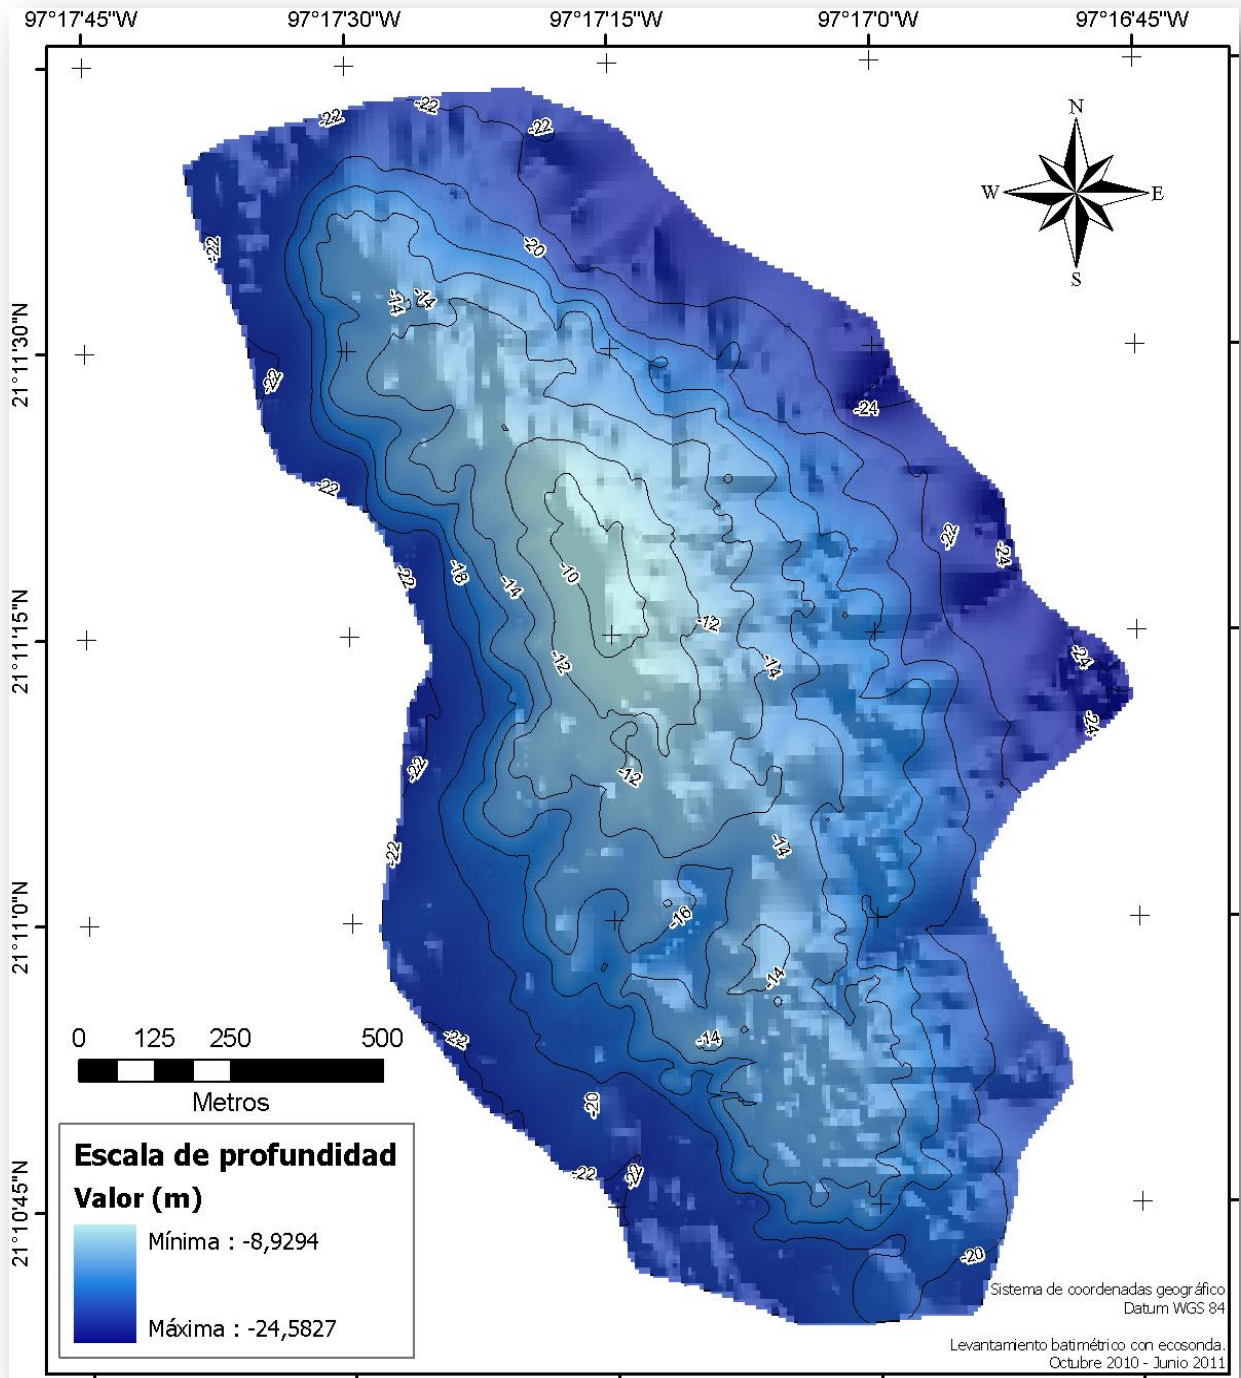 97°17'45"W 97°17'30"W 97°17'15"W 97°17'0"W 97°16'45"W
-22
-22
-22
N
W E
S
-22
-20
-14 -14
21°11'30"N
-22
-24
-22
-22
-24
-22
-18
-14
-10
21°11'15"N
-12
-12
-14
-24
-24
-22
-12
-14
-22
-16
21°11'0"N
-14
-22
-14
0 125 250 500
Metros
-20
-22
-22
21°10'45"N
-20
Escala de profundidad
Valor (m)
Mínima : -8,9294
Máxima : -24,5827
Sistema de coordenadas geográfico
Datum WGS 84
Levantamiento batimétrico con ecosonda.
Octubre 2010 - Junio 2011